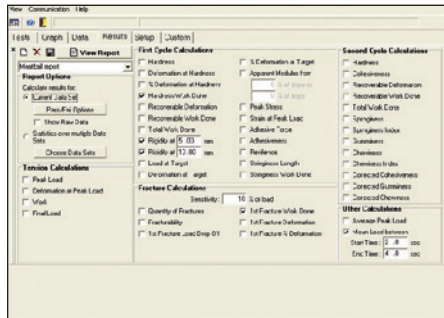 View Communication Help
Tests Graph Data Results Setup Custom
View Report
Meatball report
Report Options
Calculate results for:
Current Data Set
Pass/Fail Options
Show Raw Data
Statistics over multiple Data Sets
Choose Data Sets
Tension Calculations
Peak Load
Deformation at Peak Load
Work
Final Load
First Cycle Calculations
Hardness
Deformation at Hardness
% Deformation at Hardness
Hardness Work Done
Recoverable Deformation
Recoverable Work Done
Total Work Done
Rigidity at 5.00 mm
Rigidity at 12.00 mm
Load at Target
Deformation at Target
% Deformation at Target
Apparent Modulus from
Peak Stress
Strain at Peak Load
Adhesive Force
Adhesiveness
Resilience
Stringiness Length
Stringiness Work Done
Fracture Calculations
Sensitivity: 10 % of load
Quantity of Fractures
Fracturability
1st Fracture Load Drop Off
1st Fracture Work Done
1st Fracture Deformation
1st Fracture % Deformation
Second Cycle Calculations
Hardness
Cohesiveness
Recoverable Deformation
Recoverable Work Done
Total Work Done
Springiness
Springiness Index
Gumminess
Chewiness
Chewiness Index
Corrected Cohesiveness
Corrected Gumminess
Corrected Chewiness
Other Calculations
Average Peak Load
Mean Load between
Start Time: 2.0 sec
End Time: 4.0 sec